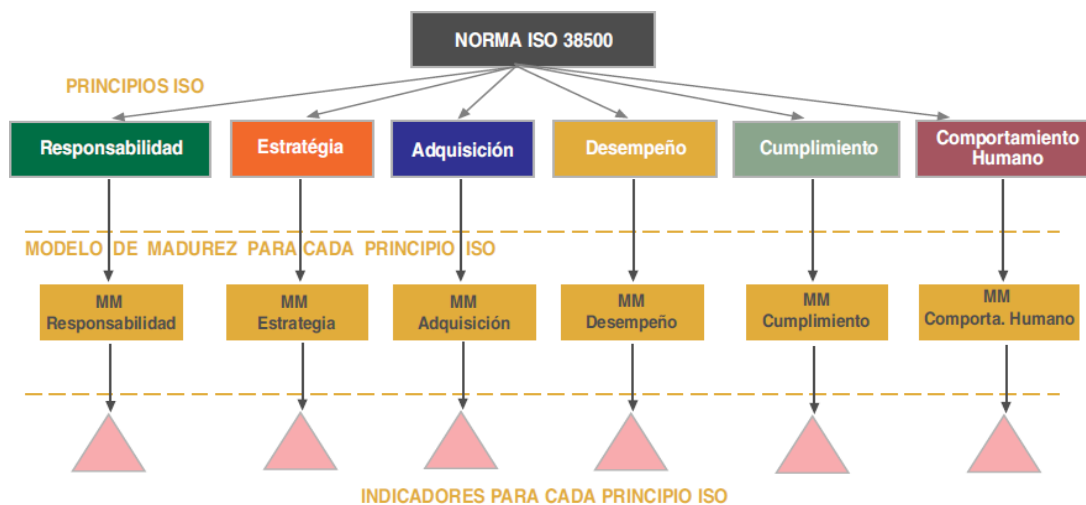 NORMA ISO 38500
PRINCIPIOS ISO
Responsabilidad
Estratégia
Adquisición
Desempeño
Cumplimiento
Comportamiento
Humano
MODELO DE MADUREZ PARA CADA PRINCIPIO ISO
MM
Responsabilidad
MM
Estrategia
MM
Adquisición
MM
Desempeño
MM
Cumplimiento
MM
Comporta. Humano
INDICADORES PARA CADA PRINCIPIO ISO